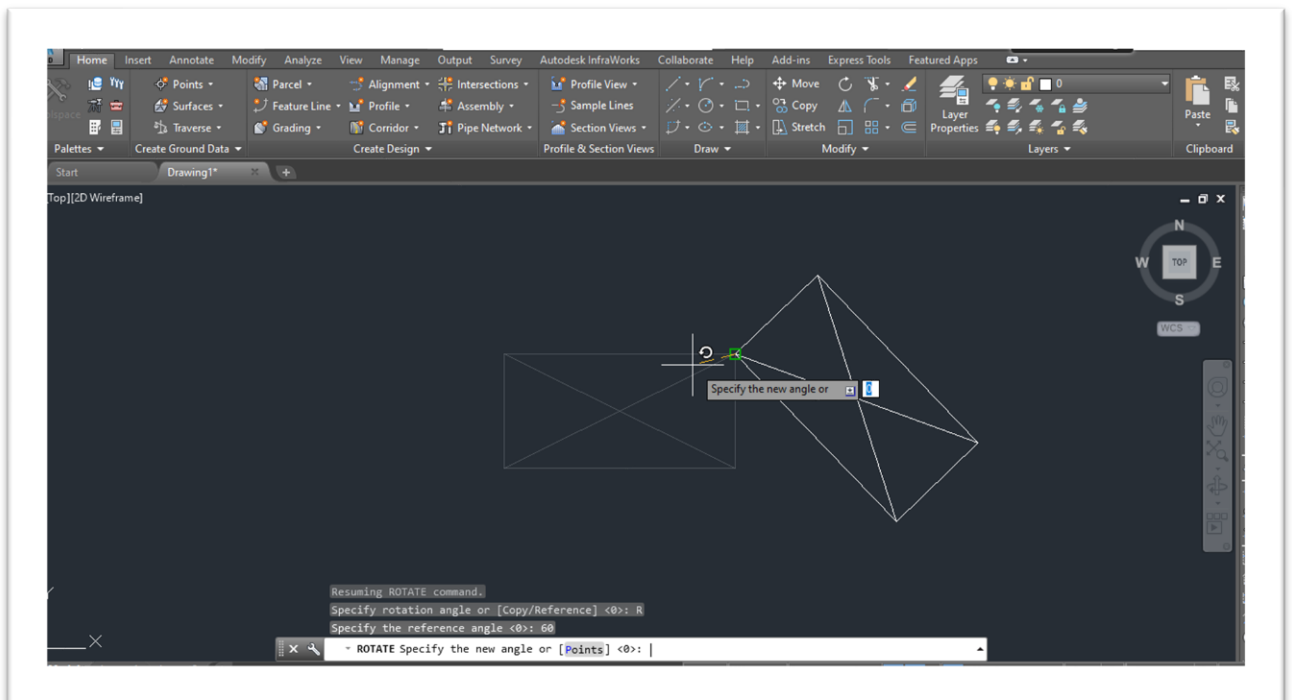 Home Insert Annotate Modify Analyze View Manage Output Survey Autodesk InfraWorks Collaborate Help Add-ins Express Tools Featured Apps
Points Parcel Alignment Intersections Profile View Move 0
Surfaces Feature Line Profile Assembly Sample Lines Copy Layer Properties Paste
Traverse Grading Corridor Pipe Network Section Views Stretch
Palettes Create Ground Data Create Design Profile & Section Views Draw Modify Layers Clipboard
Start Drawing1* +
[Top][2D Wireframe]
N
W TOP E
S
WCS
Specify the new angle or 0
Resuming ROTATE command.
Specify rotation angle or [Copy/Reference] <0>: R
Specify the reference angle <0>: 60
ROTATE Specify the new angle or [Points] <0>: